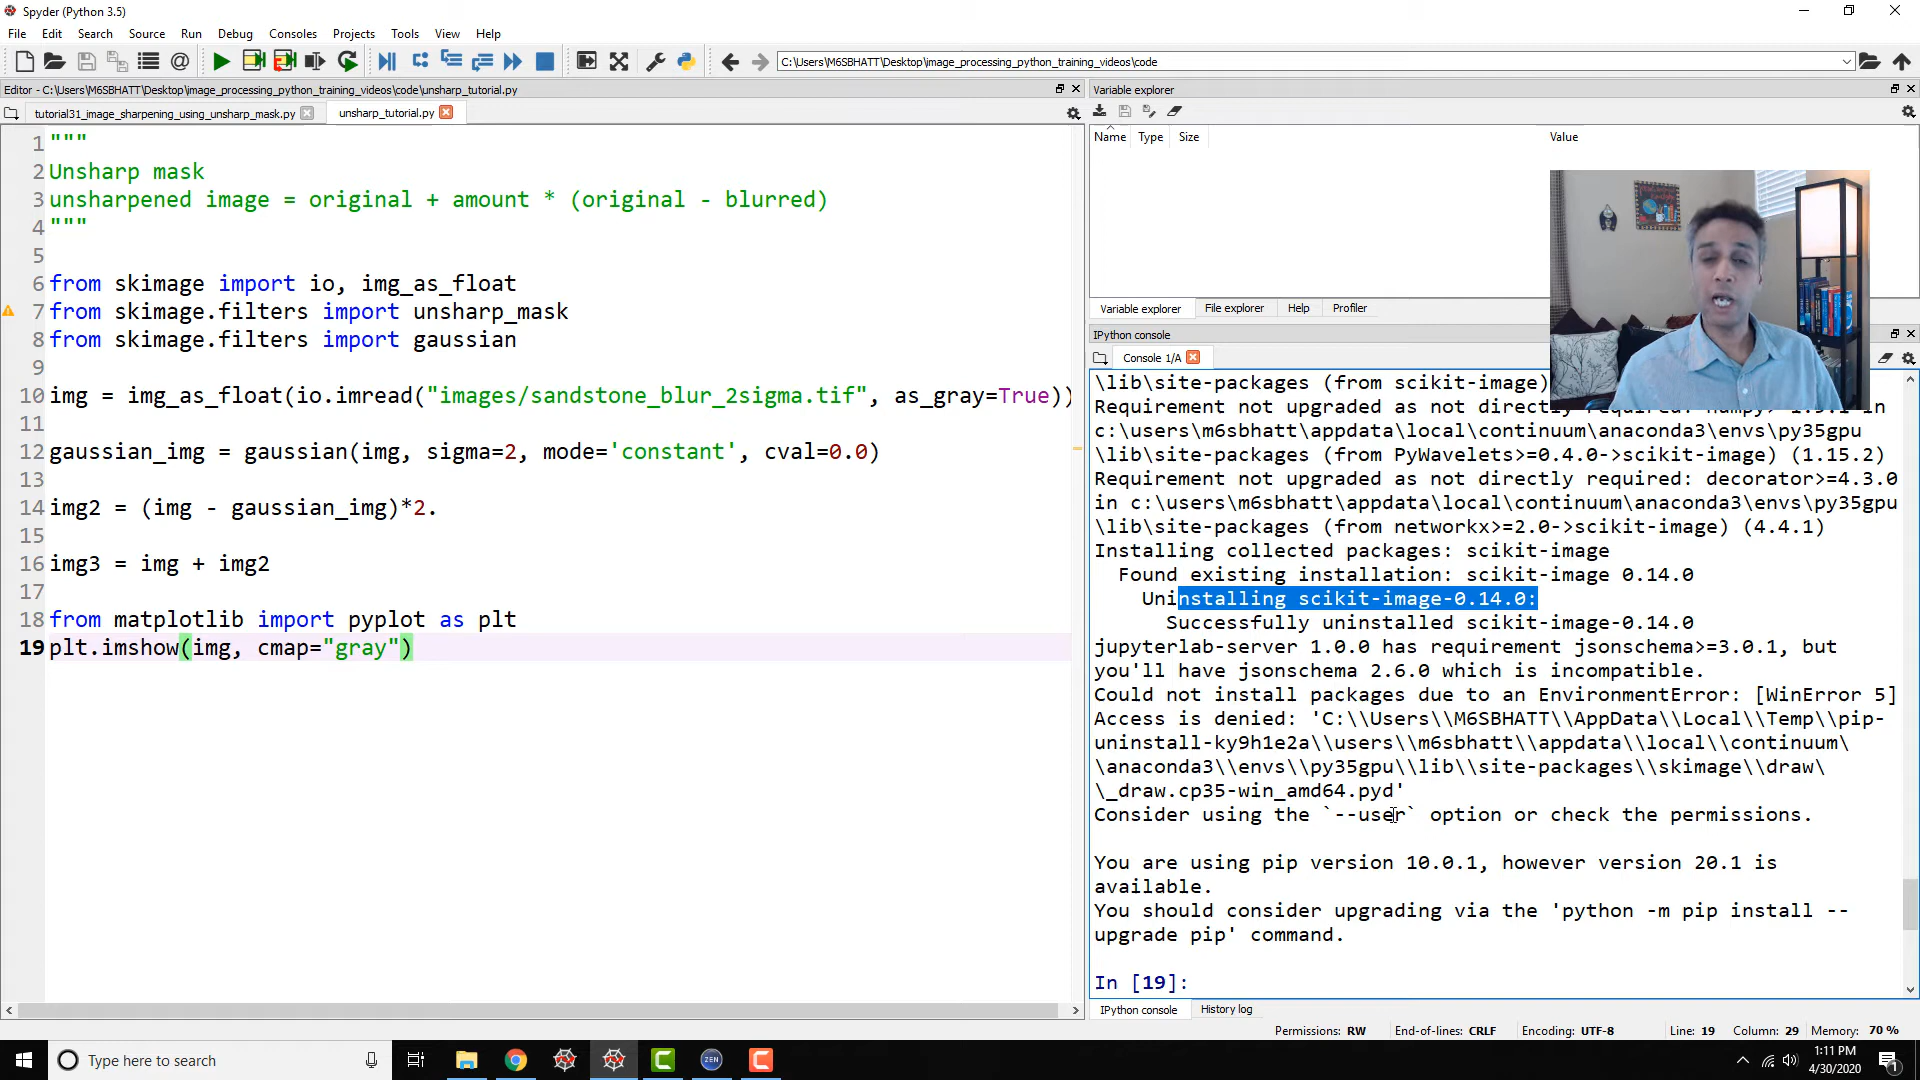 Spyder (Python 3.5)
File Edit Search Source Run Debug Consoles Projects Tools View Help
C:\Users\M6SBHATT\Desktop\image_processing_python_training_videos\code
Editor - C:\Users\M6SBHATT\Desktop\image_processing_python_training_videos\code\unsharp_tutorial.py
tutorial31_image_sharpening_using_unsharp_mask.py unsharp_tutorial.py
1 """
2 Unsharp mask
3 unsharpened image = original + amount * (original - blurred)
4 """
5
6 from skimage import io, img_as_float
7 from skimage.filters import unsharp_mask
8 from skimage.filters import gaussian
9
10 img = img_as_float(io.imread("images/sandstone_blur_2sigma.tif", as_gray=True))
11
12 gaussian_img = gaussian(img, sigma=2, mode='constant', cval=0.0)
13
14 img2 = (img - gaussian_img)*2.
15
16 img3 = img + img2
17
18 from matplotlib import pyplot as plt
19 plt.imshow(img, cmap="gray")
Variable explorer
Name Type Size Value
Variable explorer File explorer Help Profiler
IPython console
Console 1/A
\lib\site-packages (from scikit-image)
Requirement not upgraded as not directly required: in
c:\users\m6sbhatt\appdata\local\continuum\anaconda3\envs\py35gpu
\lib\site-packages (from PyWavelets>=0.4.0->scikit-image) (1.15.2)
Requirement not upgraded as not directly required: decorator>=4.3.0
in c:\users\m6sbhatt\appdata\local\continuum\anaconda3\envs\py35gpu
\lib\site-packages (from networkx>=2.0->scikit-image) (4.4.1)
Installing collected packages: scikit-image
Found existing installation: scikit-image 0.14.0
Uninstalling scikit-image-0.14.0:
Successfully uninstalled scikit-image-0.14.0
jupyterlab-server 1.0.0 has requirement jsonschema>=3.0.1, but
you'll have jsonschema 2.6.0 which is incompatible.
Could not install packages due to an EnvironmentError: [WinError 5]
Access is denied: 'C:\\Users\\M6SBHATT\\AppData\\Local\\Temp\\pip-
uninstall-ky9h1e2a\\users\\m6sbhatt\\appdata\\local\\continuum\
\anaconda3\\envs\\py35gpu\\lib\\site-packages\\skimage\\draw\
\_draw.cp35-win_amd64.pyd'
Consider using the `--user` option or check the permissions.
You are using pip version 10.0.1, however version 20.1 is
available.
You should consider upgrading via the 'python -m pip install --
upgrade pip' command.
In [19]:
IPython console History log
Permissions: RW End-of-lines: CRLF Encoding: UTF-8 Line: 19 Column: 29 Memory: 70 %
Type here to search
ZEN
1:11 PM
4/30/2020
1